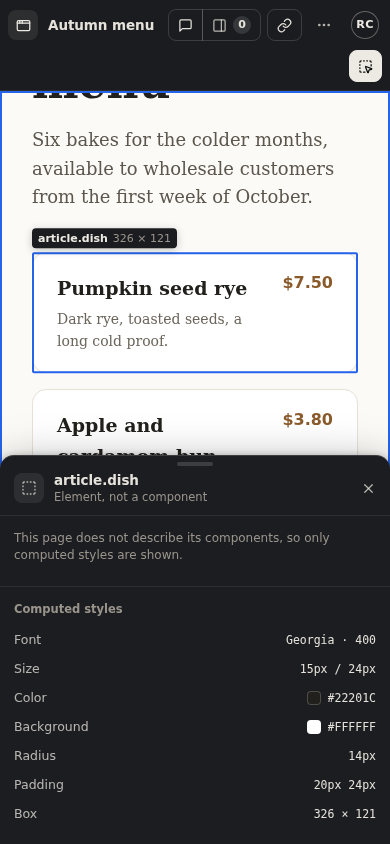 Autumn menu
0
RC
menu
Six bakes for the colder months,
available to wholesale customers
from the first week of October.
article.dish 326 × 121
Pumpkin seed rye $7.50
Dark rye, toasted seeds, a
long cold proof.
Apple and $3.80
cardamom bun
article.dish
Element, not a component
This page does not describe its components, so only
computed styles are shown.
Computed styles
Font Georgia · 400
Size 15px / 24px
Color #22201C
Background #FFFFFF
Radius 14px
Padding 20px 24px
Box 326 × 121